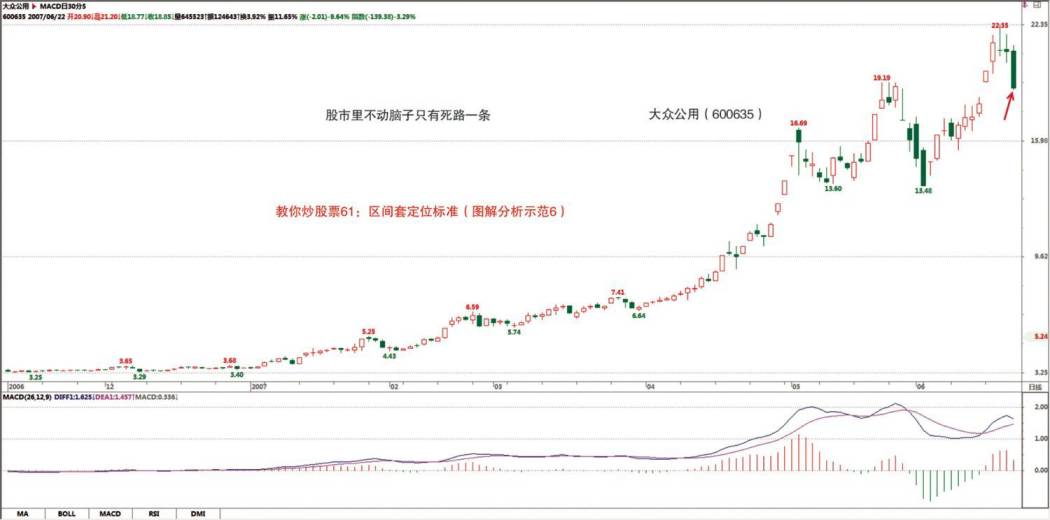 大众公用 ▶ MACD日30分5
600635 2007/06/22 开20.90↓高21.20↓低18.77↓收18.85↓量645523↑额124643↑换3.92% 振11.65% 涨(-2.01)-9.64% 指数(-139.38)-3.29%
22.35 22.35
19.19
股市里不动脑子只有死路一条 大众公用（600635）
16.69
15.98
13.60 13.48
教你炒股票61：区间套定位标准（图解分析示范6）
9.62
7.41
6.59
6.64
5.74
5.25 5.24
4.43
3.65 3.68
3.25 3.29 3.40 3.25
2006 12 2007 02 03 04 05 06 日线
MACD(26,12,9) DIFF1:1.625↓DEA1:1.457↑MACD:0.336↓
2.00
1.00
0.00
MA BOLL MACD RSI DMI